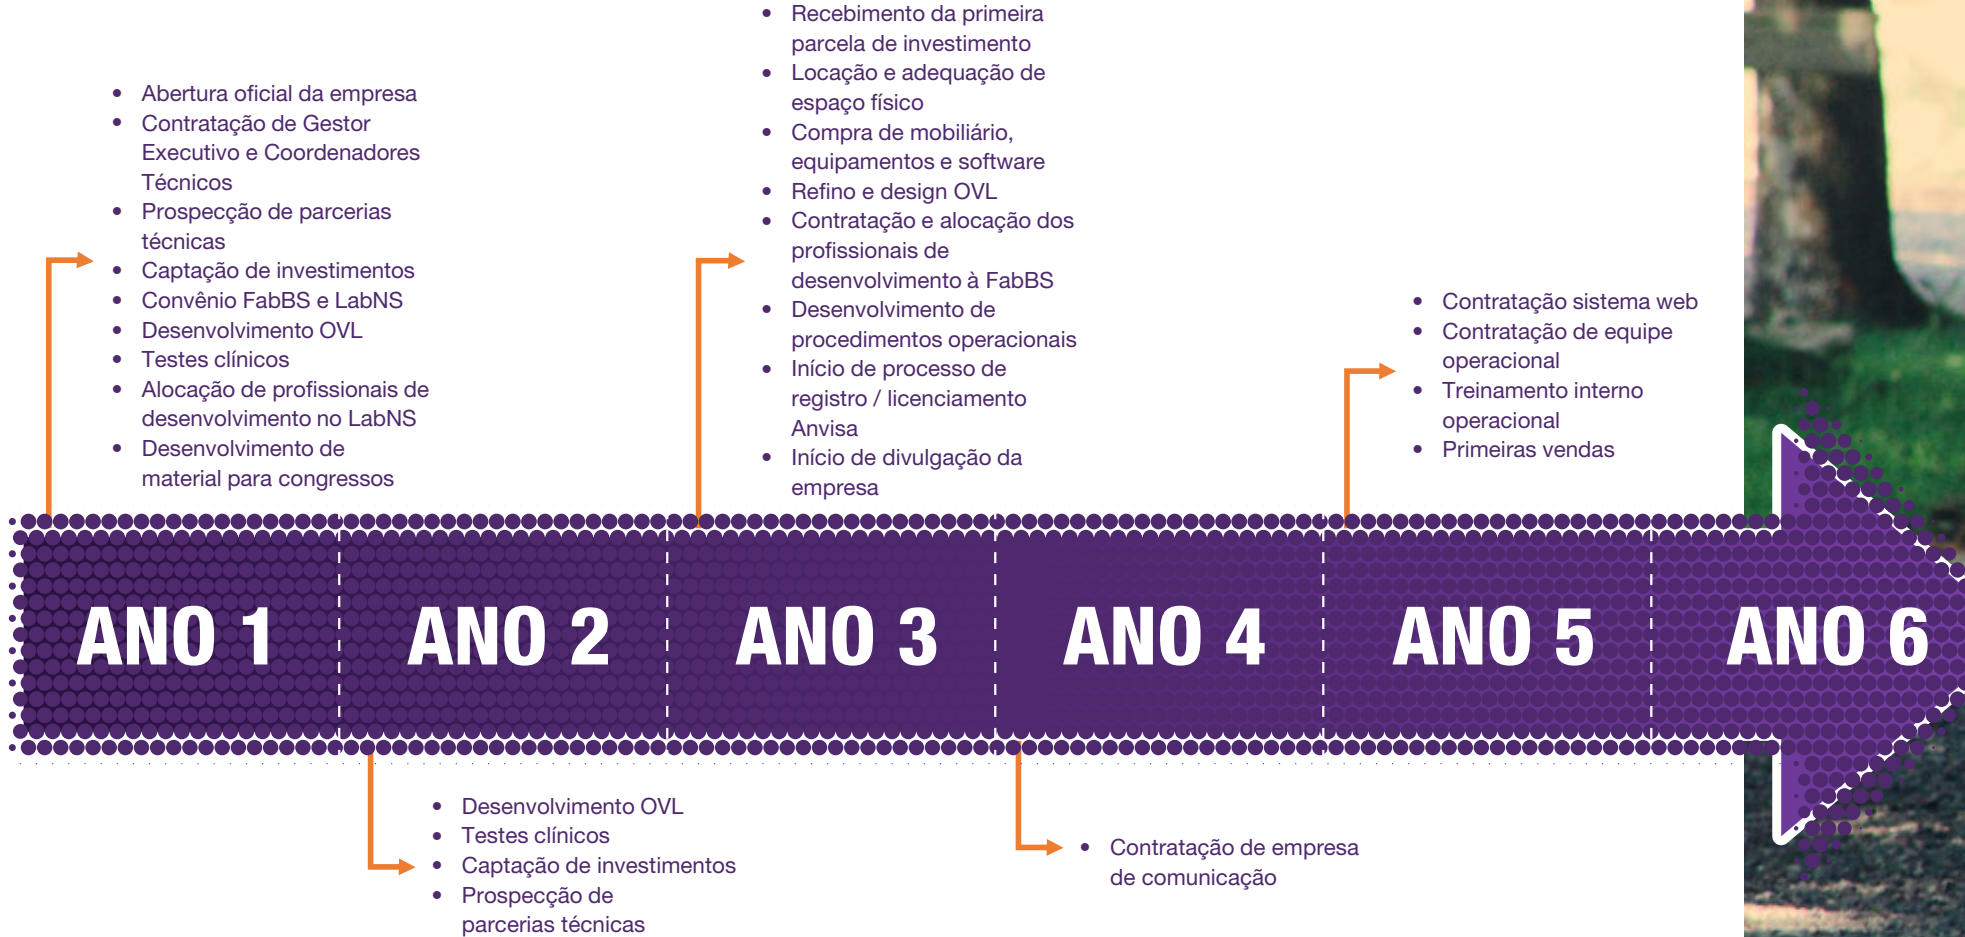 • Abertura oficial da empresa
• Contratação de Gestor
Executivo e Coordenadores
Técnicos
• Prospecção de parcerias
técnicas
• Captação de investimentos
• Convênio FabBS e LabNS
• Desenvolvimento OVL
• Testes clínicos
• Alocação de profissionais de
desenvolvimento no LabNS
• Desenvolvimento de
material para congressos
• Recebimento da primeira
parcela de investimento
• Locação e adequação de
espaço físico
• Compra de mobiliário,
equipamentos e software
• Refino e design OVL
• Contratação e alocação dos
profissionais de
desenvolvimento à FabBS
• Desenvolvimento de
procedimentos operacionais
• Início de processo de
registro / licenciamento
Anvisa
• Início de divulgação da
empresa
• Contratação sistema web
• Contratação de equipe
operacional
• Treinamento interno
operacional
• Primeiras vendas
ANO 1
ANO 2
ANO 3
ANO 4
ANO 5
ANO 6
• Desenvolvimento OVL
• Testes clínicos
• Captação de investimentos
• Prospecção de
parcerias técnicas
• Contratação de empresa
de comunicação